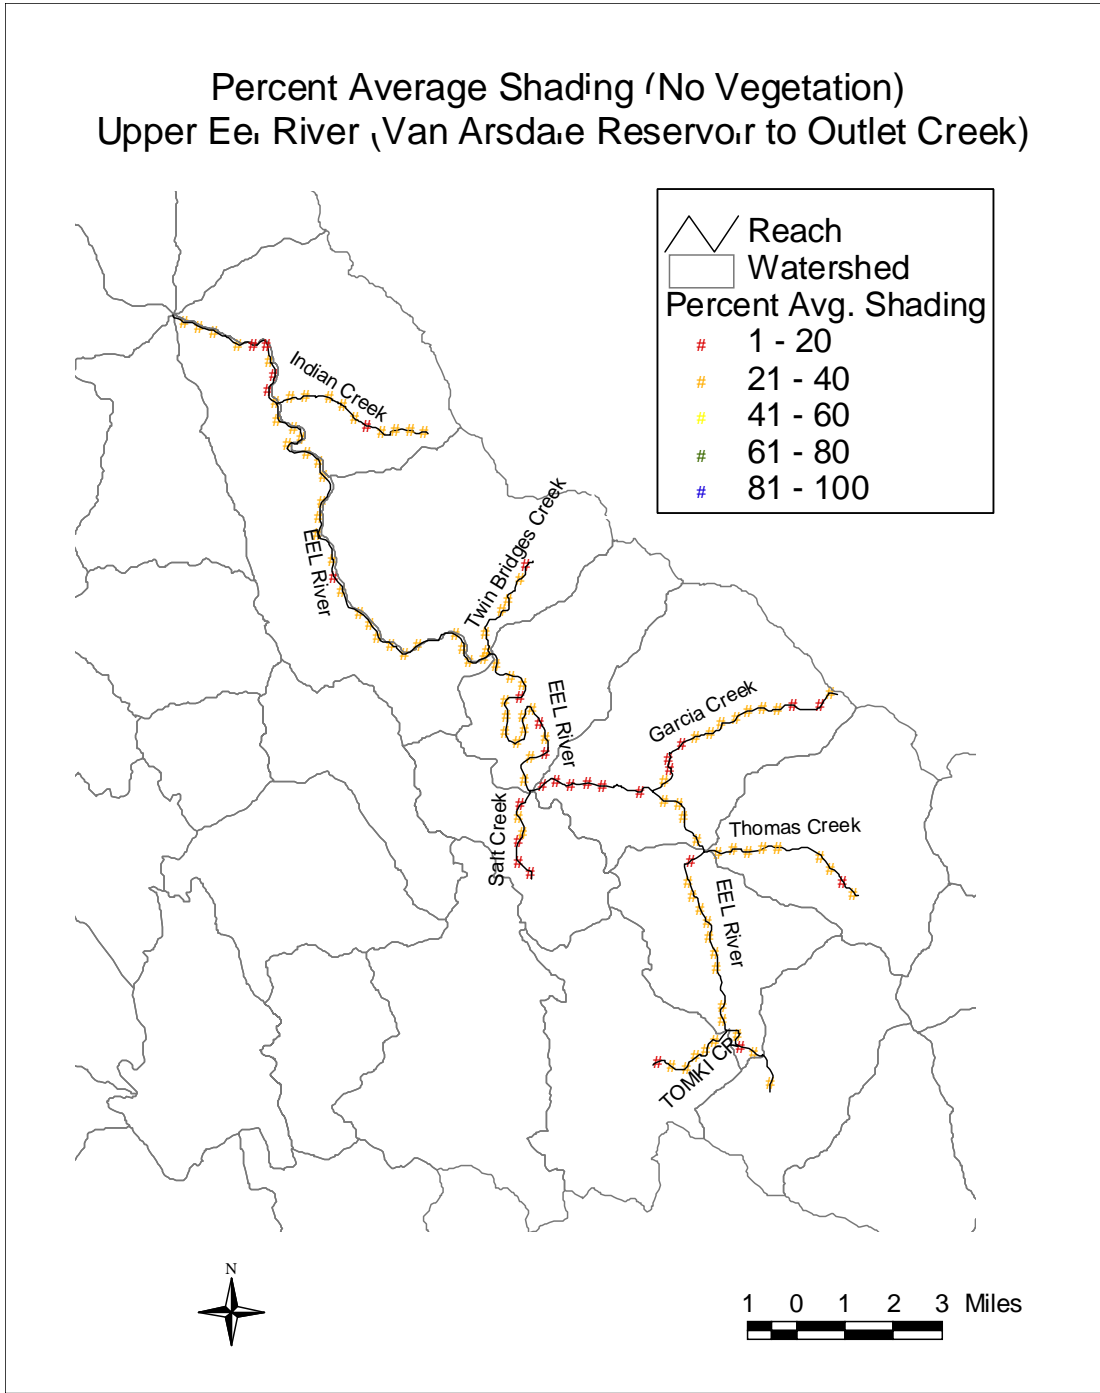 Percent Average Shading (No Vegetation)
Upper Eel River (Van Arsdale Reservoir to Outlet Creek)
Reach
Watershed
Percent Avg. Shading
# 1 - 20
# 21 - 40
# 41 - 60
# 61 - 80
# 81 - 100
Indian Creek
EEL River
Twin Bridges Creek
EEL River
Garcia Creek
Salt Creek
Thomas Creek
EEL River
TOMKI CR
N
1 0 1 2 3 Miles